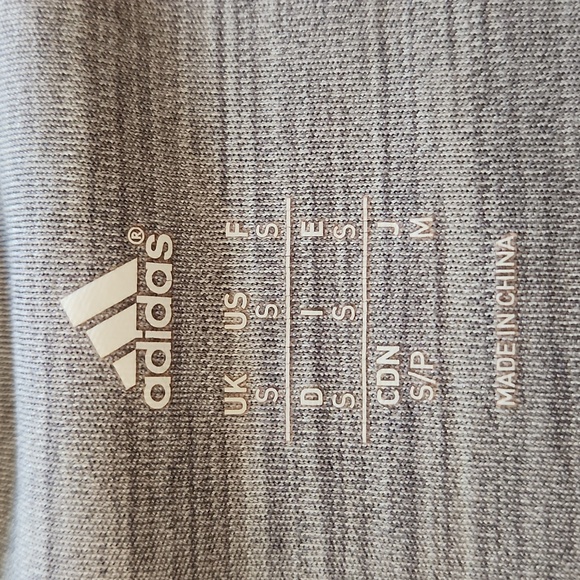 adidas®
UK US F
S S S
D I E
S S S
CDN J
S/P M
MADE IN CHINA